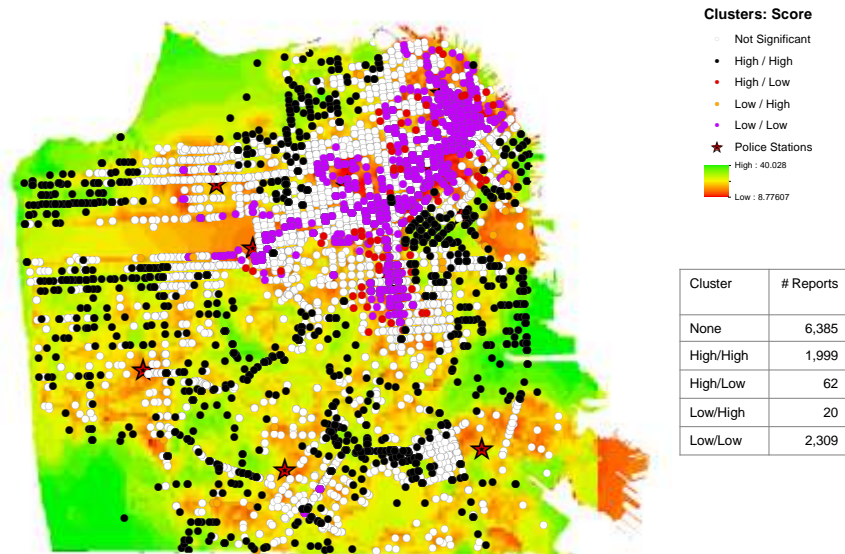 Clusters: Score
Not Significant
High / High
High / Low
Low / High
Low / Low
Police Stations
High : 40.028
Low : 8.77607
Cluster # Reports
None 6,385
High/High 1,999
High/Low 62
Low/High 20
Low/Low 2,309